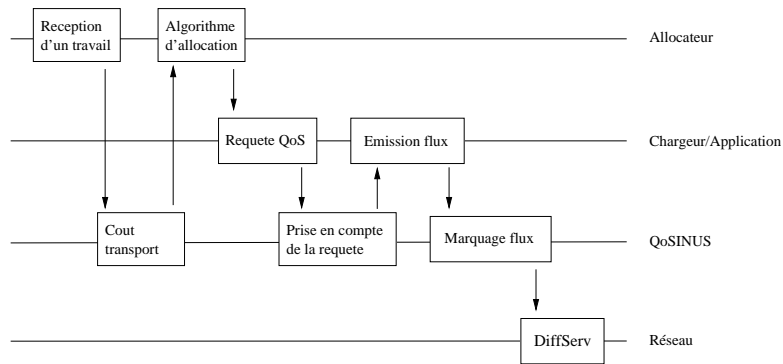 Reception
d'un travail
Algorithme
d'allocation
Allocateur
Requete QoS
Emission flux
Chargeur/Application
Cout
transport
Prise en compte
de la requete
Marquage flux
QoSINUS
DiffServ
Réseau